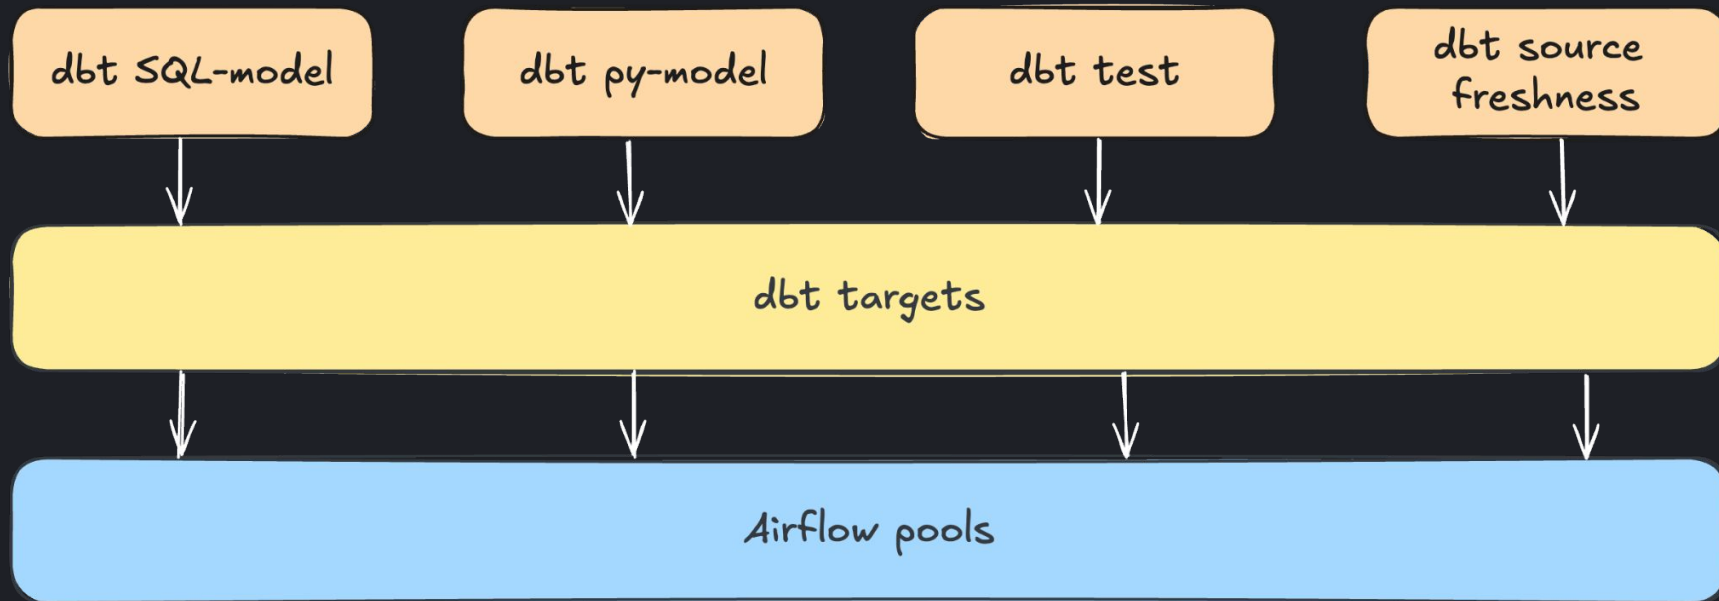 dbt SQL-model
dbt py-model
dbt test
dbt source
freshness
dbt targets
Airflow pools